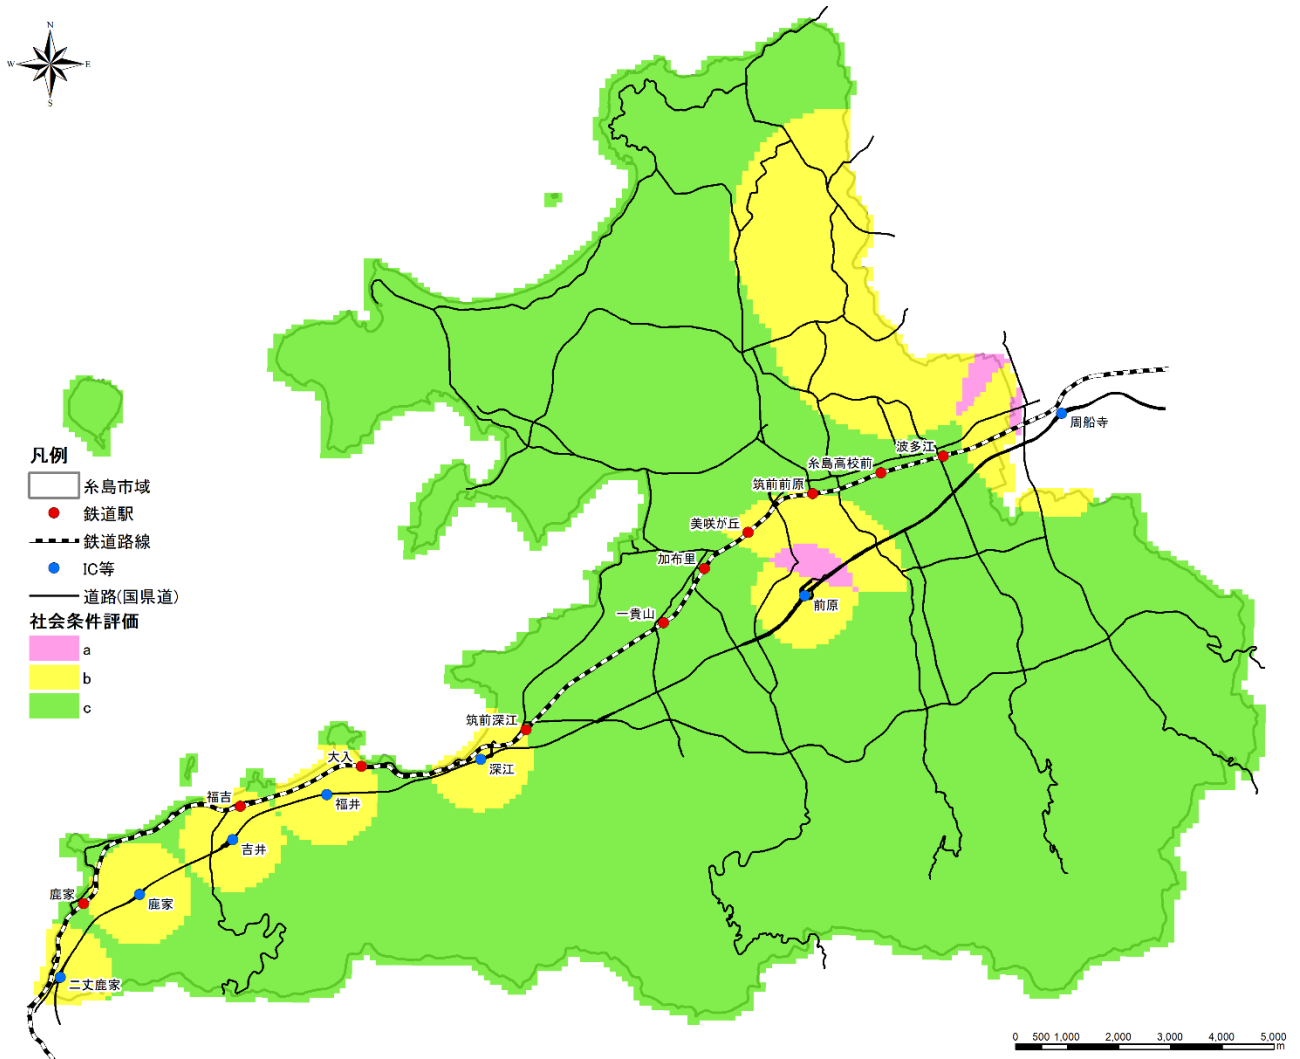 N
W
E
S
周船寺
波多江
糸島高校前
筑前前原
美咲が丘
加布里
前原
一貴山
筑前深江
深江
大入
福井
福吉
吉井
鹿家
鹿家
二丈鹿家
凡例
糸島市域
鉄道駅
鉄道路線
IC等
道路(国県道)
社会条件評価
a
b
c
0 500 1,000 2,000 3,000 4,000 5,000
m